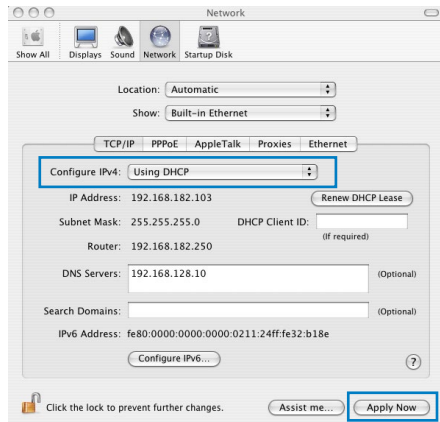 Network
Show All Displays Sound Network Startup Disk
Location: Automatic
Show: Built-in Ethernet
TCP/IP PPPoE AppleTalk Proxies Ethernet
Configure IPv4: Using DHCP
IP Address: 192.168.182.103 Renew DHCP Lease
Subnet Mask: 255.255.255.0 DHCP Client ID:
(If required)
Router: 192.168.182.250
DNS Servers: 192.168.128.10 (Optional)
Search Domains: (Optional)
IPv6 Address: fe80:0000:0000:0000:0211:24ff:fe32:b18e
Configure IPv6... ?
Click the lock to prevent further changes. Assist me... Apply Now